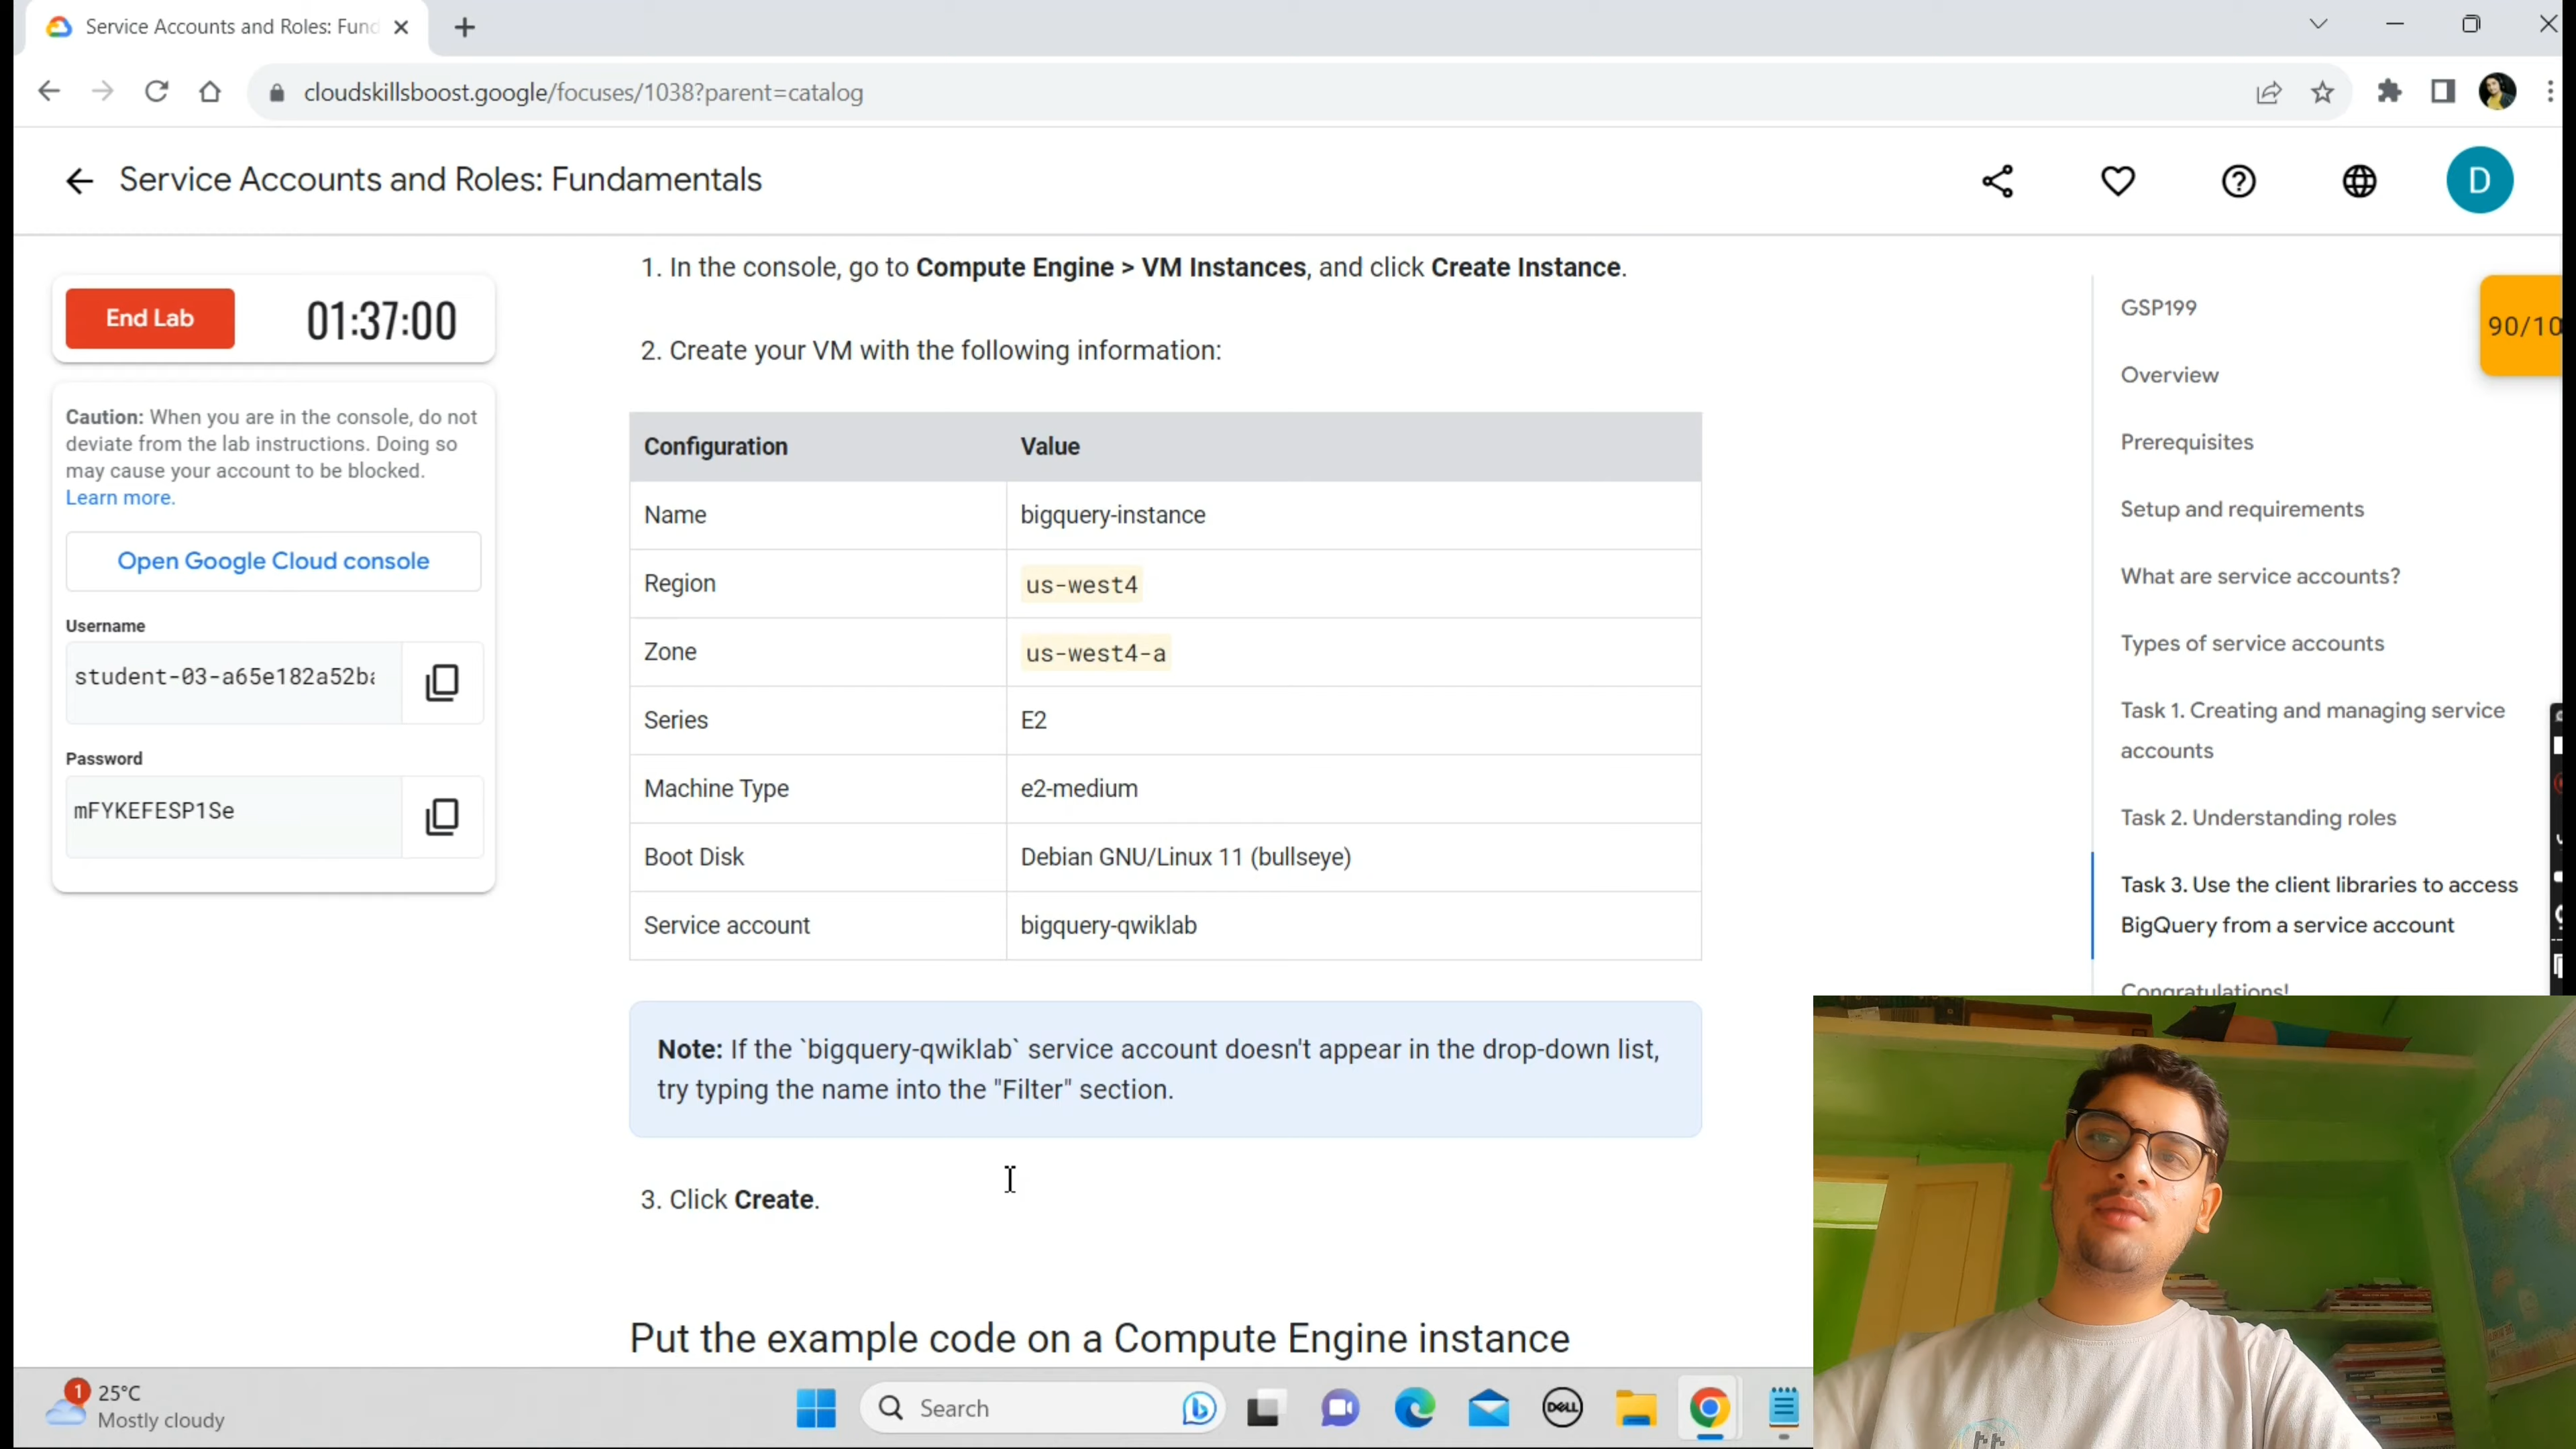 Service Accounts and Roles: Fund
cloudskillsboost.google/focuses/1038?parent=catalog
Service Accounts and Roles: Fundamentals
D
End Lab
01:37:00
Caution: When you are in the console, do not
deviate from the lab instructions. Doing so
may cause your account to be blocked.
Learn more.
Open Google Cloud console
Username
student-03-a65e182a52ba
Password
mFYKEFESP1Se
1. In the console, go to Compute Engine > VM Instances, and click Create Instance.
2. Create your VM with the following information:
Configuration Value
Name bigquery-instance
Region us-west4
Zone us-west4-a
Series E2
Machine Type e2-medium
Boot Disk Debian GNU/Linux 11 (bullseye)
Service account bigquery-qwiklab
Note: If the `bigquery-qwiklab` service account doesn't appear in the drop-down list,
try typing the name into the "Filter" section.
3. Click Create.
Put the example code on a Compute Engine instance
GSP199
Overview
Prerequisites
Setup and requirements
What are service accounts?
Types of service accounts
Task 1. Creating and managing service
accounts
Task 2. Understanding roles
Task 3. Use the client libraries to access
BigQuery from a service account
Congratulations!
90/10
1
25°C
Mostly cloudy
Search
DELL